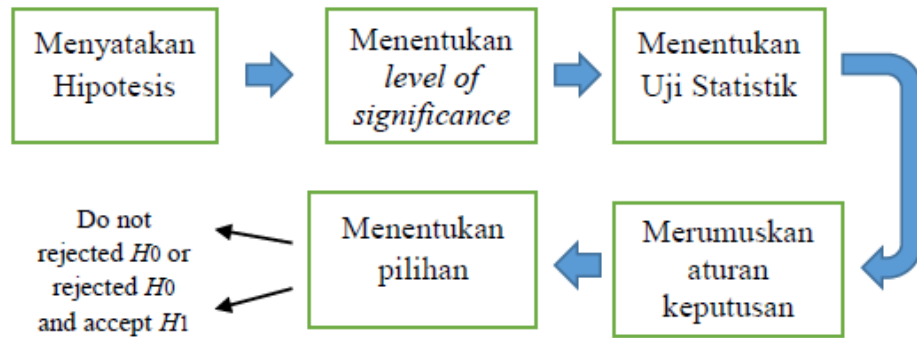 Menyatakan
Hipotesis
Menentukan
level of
significance
Menentukan
Uji Statistik
Merumuskan
aturan
keputusan
Menentukan
pilihan
Do not
rejected H0 or
rejected H0
and accept H1